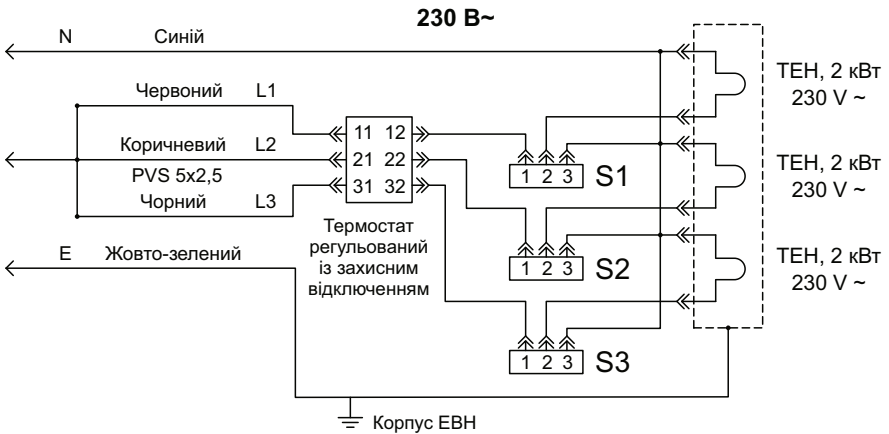 230 В~
N Синій
Червоний L1
Коричневий L2
PVS 5x2,5
Чорний L3
E Жовто-зелений
11 12
21 22
31 32
Термостат
регульований
із захисним
відключенням
1 2 3 S1
1 2 3 S2
1 2 3 S3
ТЕН, 2 кВт
230 V ~
ТЕН, 2 кВт
230 V ~
ТЕН, 2 кВт
230 V ~
Корпус ЕВН